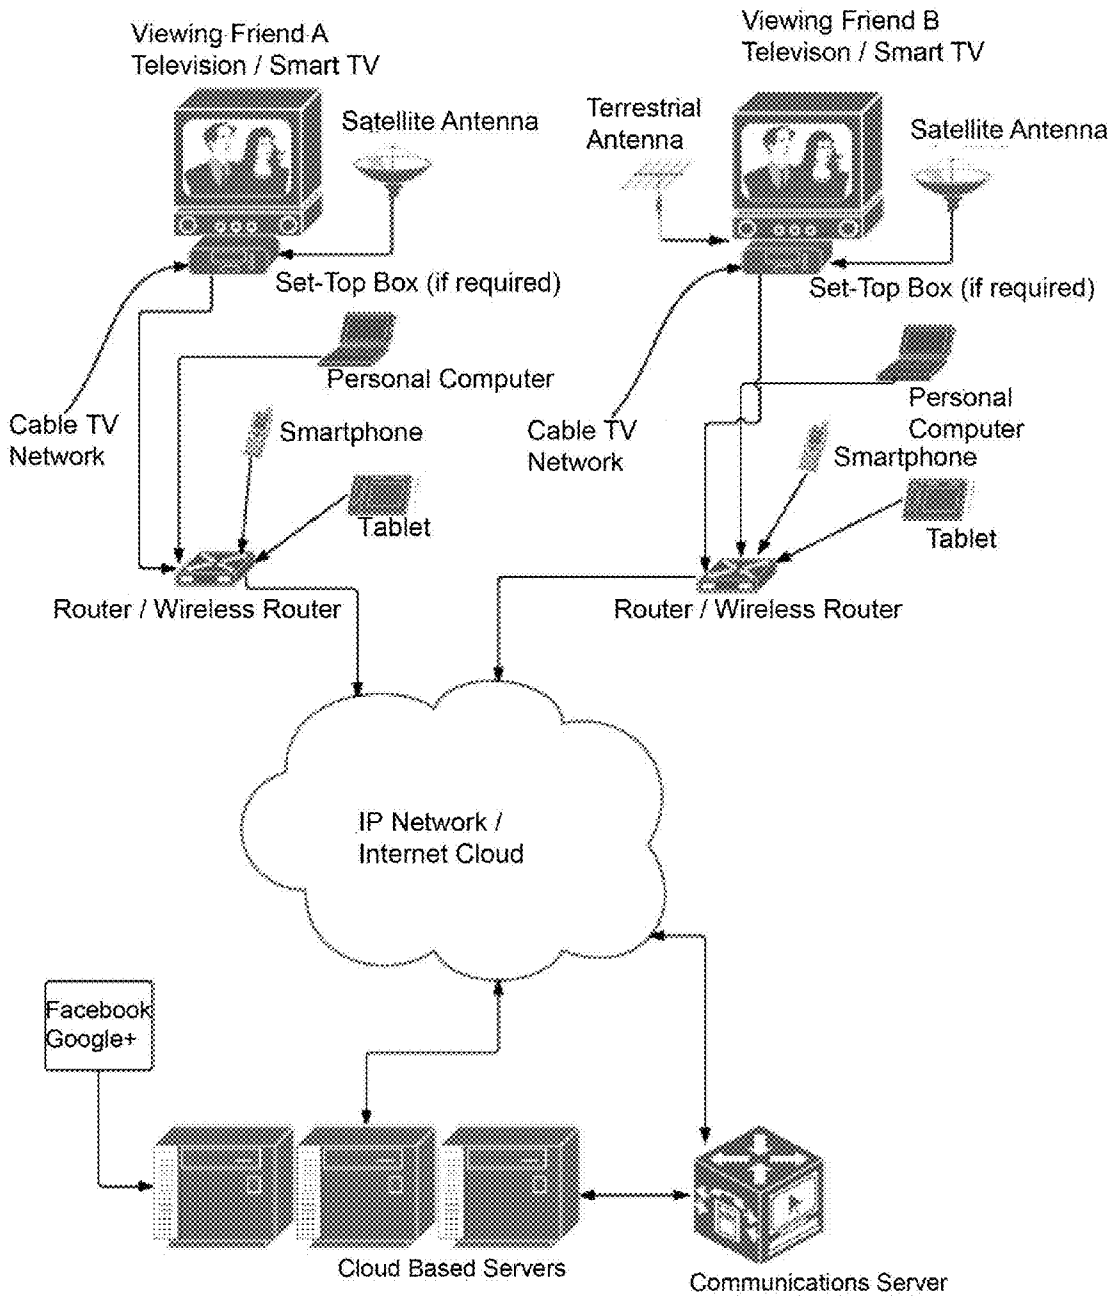 Viewing Friend A
Television / Smart TV
Satellite Antenna
Set-Top Box (if required)
Personal Computer
Cable TV
Network
Smartphone
Tablet
Router / Wireless Router
Viewing Friend B
Televison / Smart TV
Terrestrial
Antenna
Satellite Antenna
Set-Top Box (if required)
Personal
Computer
Cable TV
Network
Smartphone
Tablet
Router / Wireless Router
IP Network /
Internet Cloud
Facebook
Google+
Cloud Based Servers
Communications Server